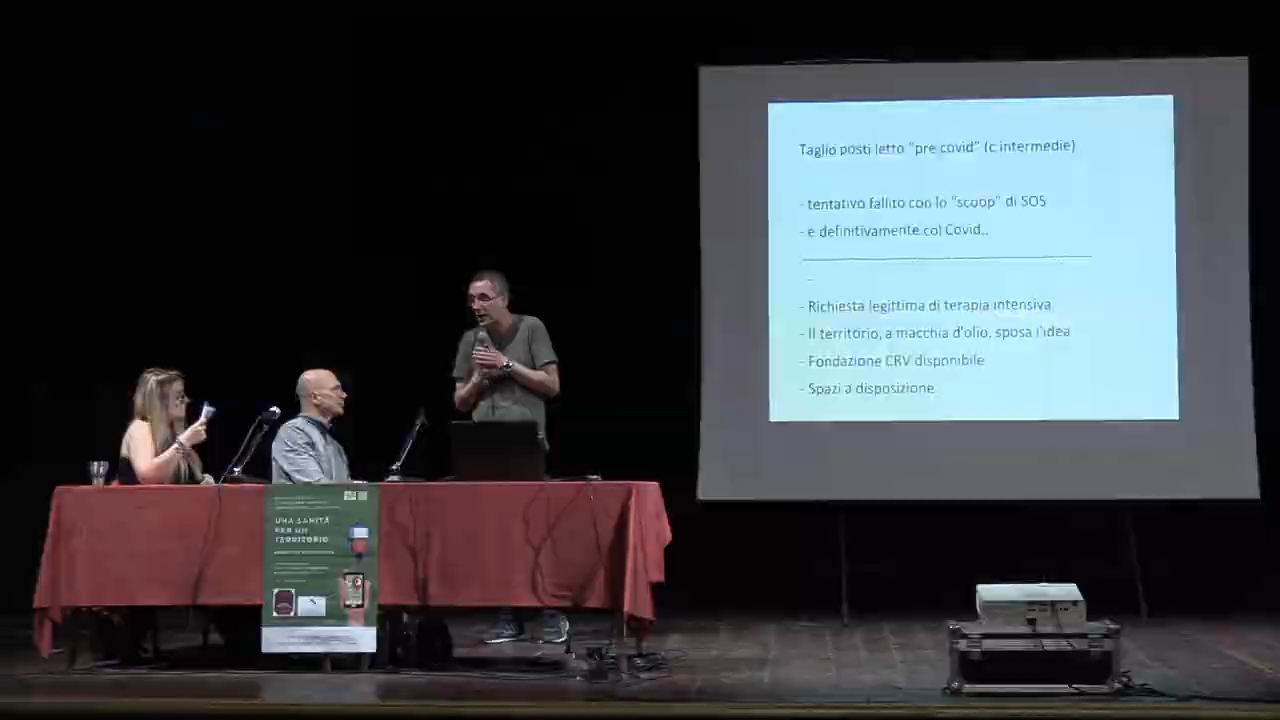 Taglio posti letto "pre covid" (c intermedie)
- tentativo fallito con lo "scoop" di SOS
- e definitivamente col Covid..
-
- Richiesta legittima di terapia intensiva
- Il territorio, a macchia d'olio, sposa l'idea
- Fondazione CRV disponibile
- Spazi a disposizione
UNA SANITÀ
PER UN
TERRITORIO